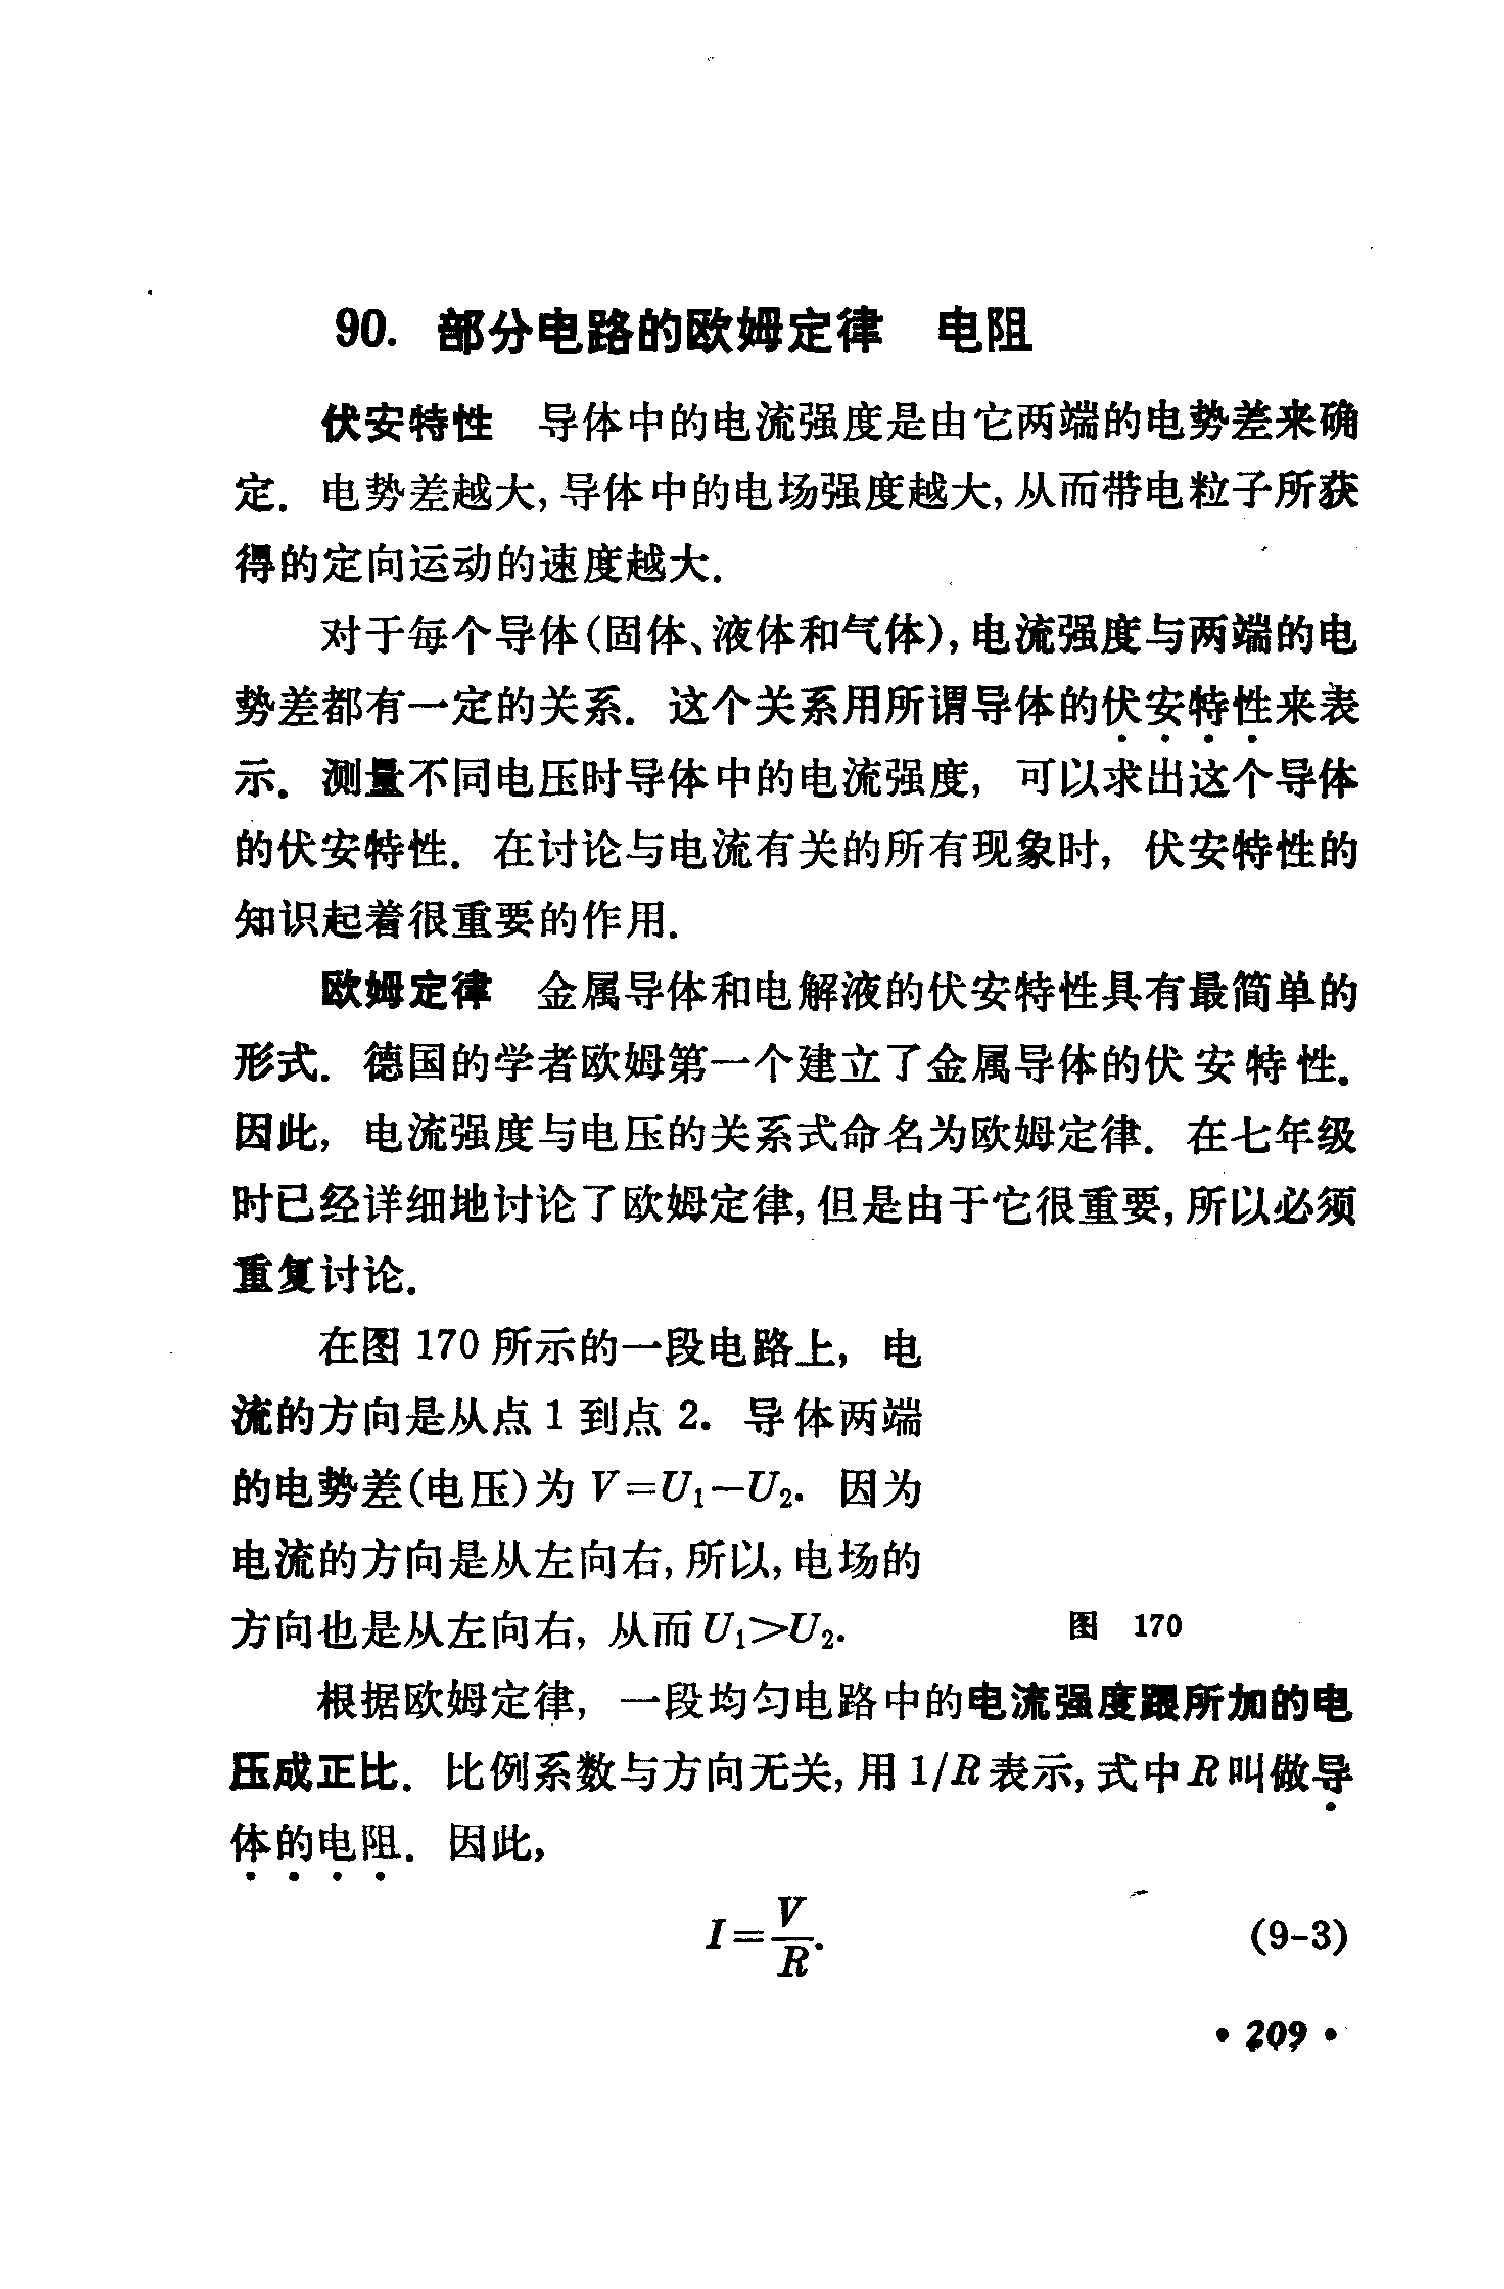 90. 部分电路的欧姆定律 电阻
伏安特性 导体中的电流强度是由它两端的电势差来确
定. 电势差越大, 导体中的电场强度越大, 从而带电粒子所获
得的定向运动的速度越大.
对于每个导体(固体、液体和气体), 电流强度与两端的电
势差都有一定的关系. 这个关系用所谓导体的伏安特性来表
示. 测量不同电压时导体中的电流强度, 可以求出这个导体
的伏安特性. 在讨论与电流有关的所有现象时, 伏安特性的
知识起着很重要的作用.
欧姆定律 金属导体和电解液的伏安特性具有最简单的
形式. 德国的学者欧姆第一个建立了金属导体的伏安特性.
因此, 电流强度与电压的关系式命名为欧姆定律. 在七年级
时已经详细地讨论了欧姆定律, 但是由于它很重要, 所以必须
重复讨论.
在图 170 所示的一段电路上, 电
流的方向是从点 1 到点 2. 导体两端
的电势差(电压)为 V=U₁−U₂. 因为
电流的方向是从左向右, 所以, 电场的
方向也是从左向右, 从而 U₁>U₂.
图 170
根据欧姆定律, 一段均匀电路中的电流强度跟所加的电
压成正比. 比例系数与方向无关, 用 1/R 表示, 式中 R 叫做导
体的电阻. 因此,
I=V/R. (9-3)
• 209 •